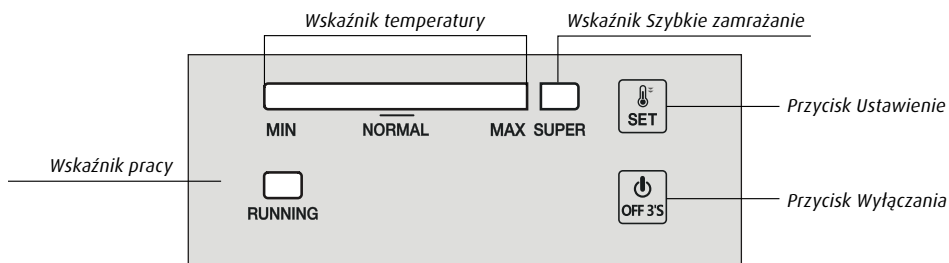 Wskaźnik temperatury
Wskaźnik Szybkie zamrażanie
MIN
NORMAL
MAX
SUPER
SET
Przycisk Ustawienie
Wskaźnik pracy
RUNNING
OFF 3'S
Przycisk Wyłączania